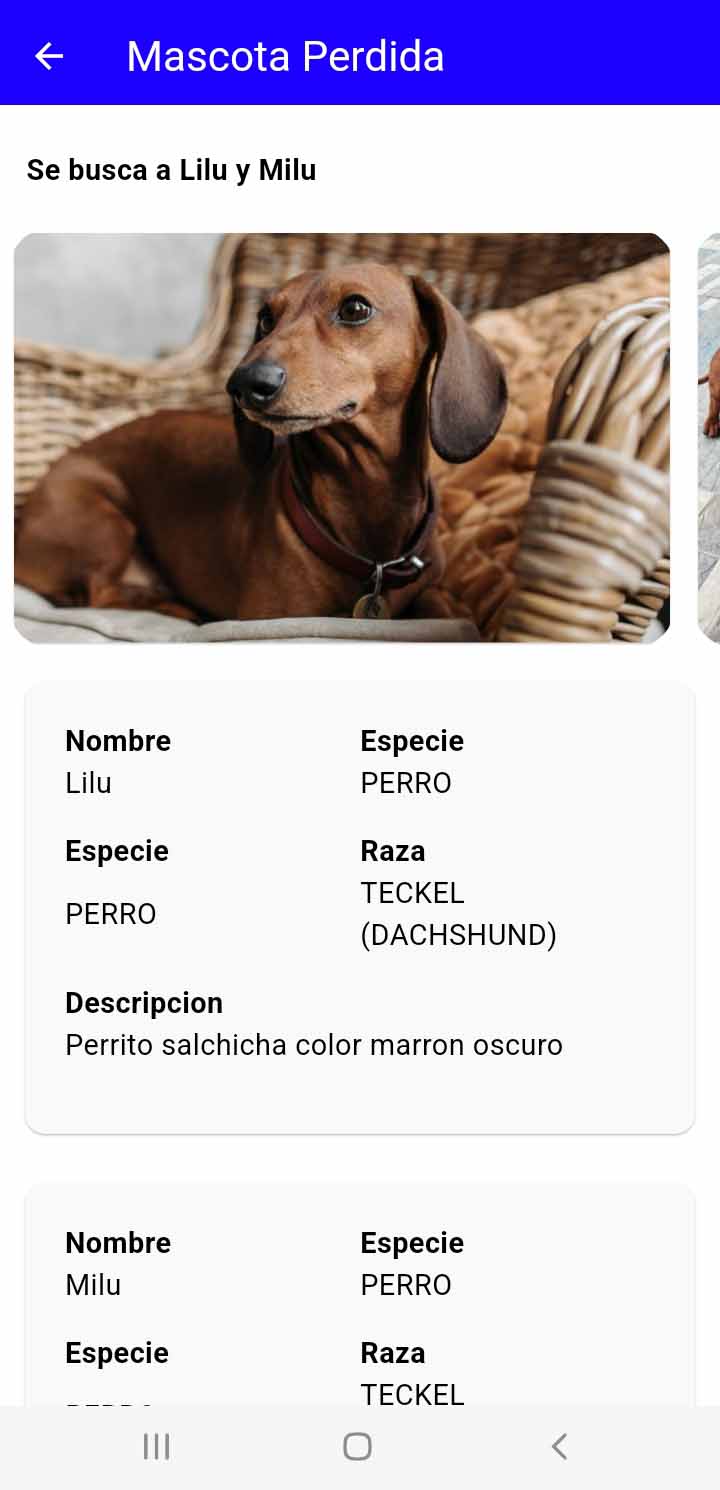 Mascota Perdida
Se busca a Lilu y Milu
Nombre Especie
Lilu PERRO
Especie Raza
PERRO TECKEL
(DACHSHUND)
Descripcion
Perrito salchicha color marron oscuro
Nombre Especie
Milu PERRO
Especie Raza
TECKEL